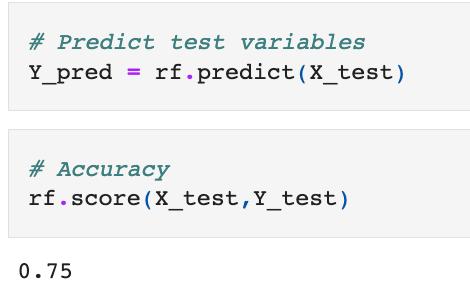 # Predict test variables
Y_pred = rf.predict(X_test)
# Accuracy
rf.score(X_test,Y_test)
0.75